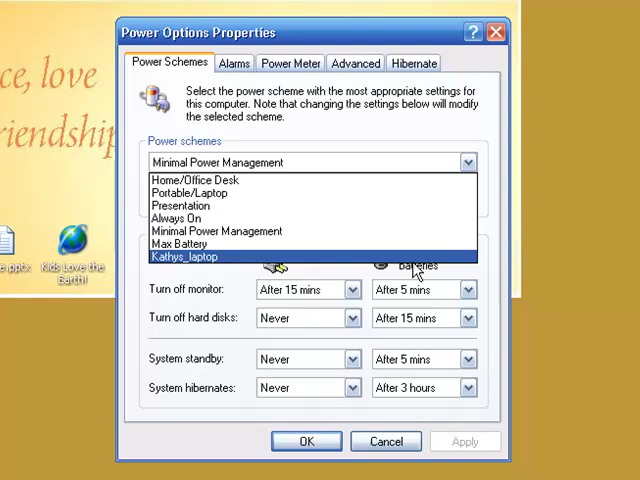 Power Options Properties
Power Schemes Alarms Power Meter Advanced Hibernate
Select the power scheme with the most appropriate settings for
this computer. Note that changing the settings below will modify
the selected scheme.
Power schemes
Minimal Power Management
Home/Office Desk
Portable/Laptop
Presentation
Always On
Minimal Power Management
Max Battery
Kathys_laptop
batteries
Turn off monitor: After 15 mins After 5 mins
Turn off hard disks: Never After 15 mins
System standby: Never After 5 mins
System hibernates: Never After 3 hours
OK Cancel Apply
ce, love
riendship
e.pptx
Kids Love the
Earth!